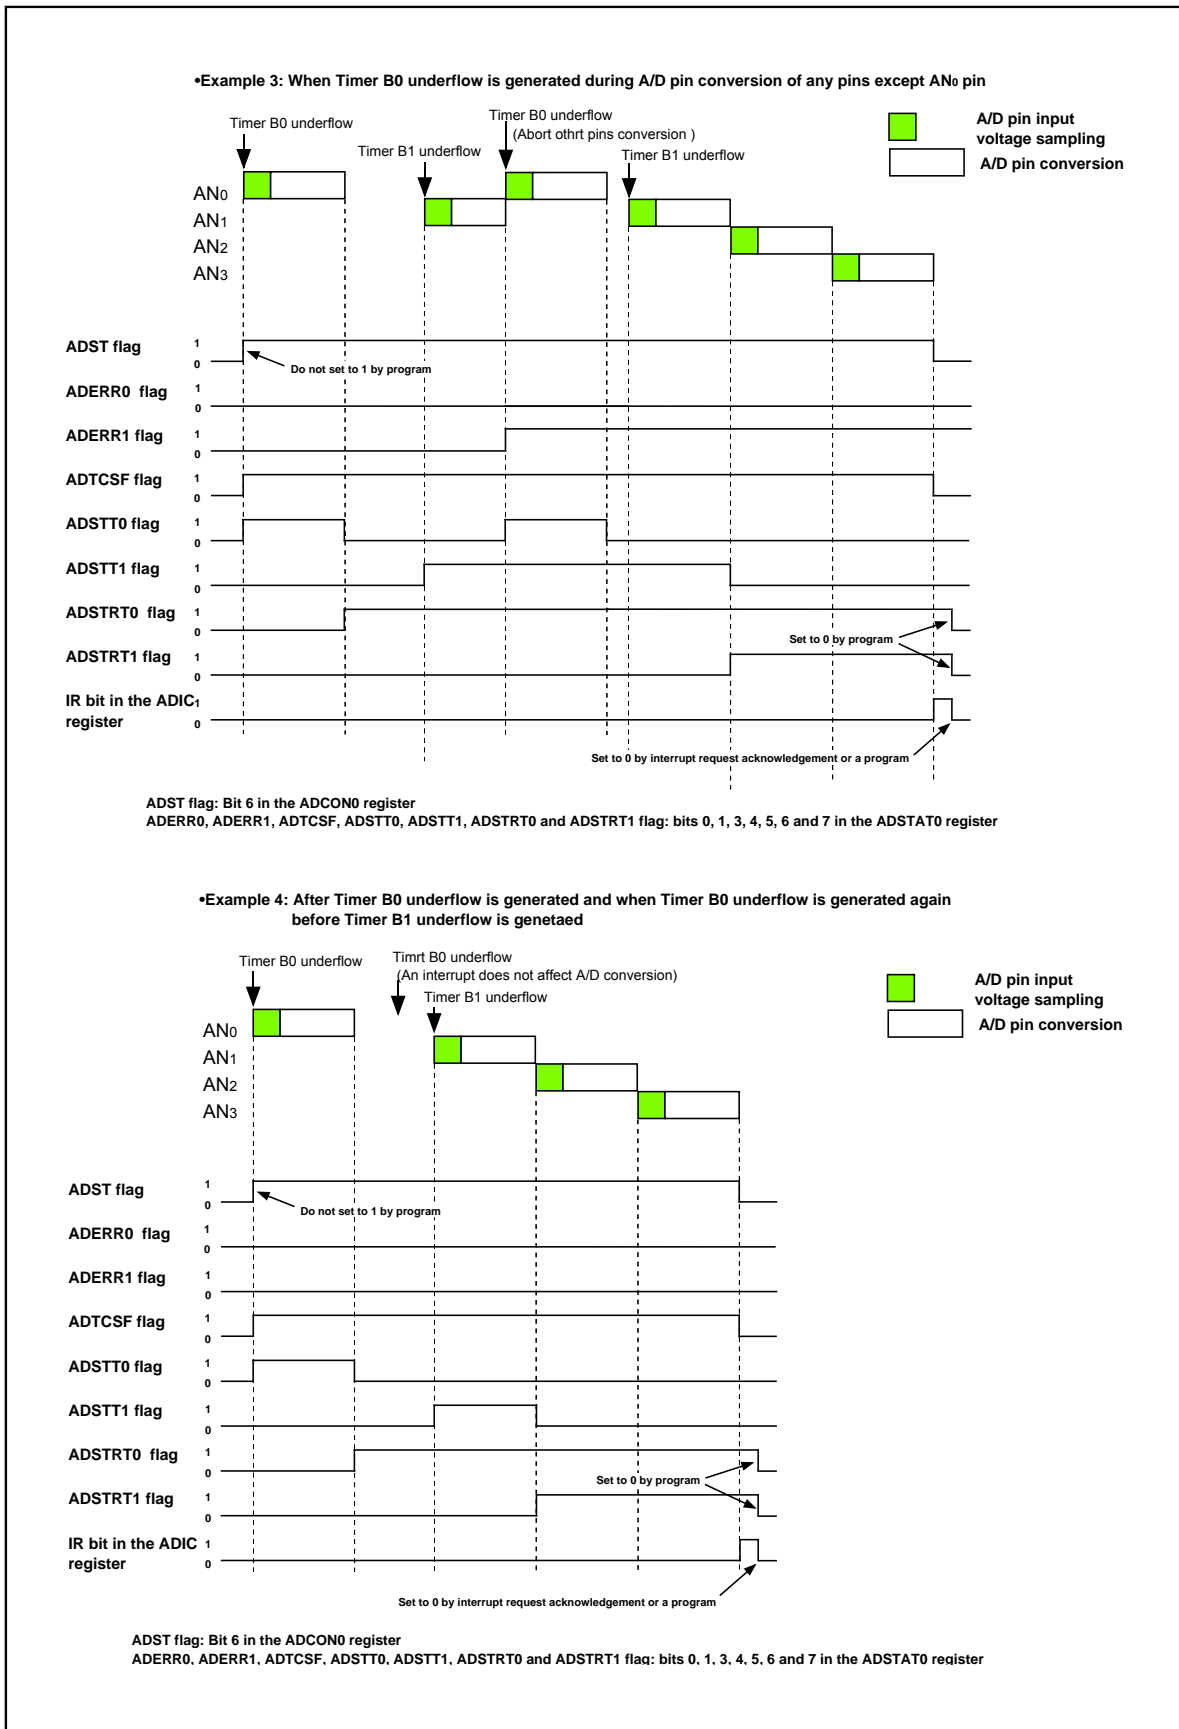 •Example 3: When Timer B0 underflow is generated during A/D pin conversion of any pins except AN0 pin
Timer B0 underflow
Timer B1 underflow
Timer B0 underflow
(Abort othrt pins conversion )
Timer B1 underflow
A/D pin input
voltage sampling
A/D pin conversion
AN0
AN1
AN2
AN3
ADST flag 1 0
Do not set to 1 by program
ADERR0 flag 1 0
ADERR1 flag 1 0
ADTCSF flag 1 0
ADSTT0 flag 1 0
ADSTT1 flag 1 0
ADSTRT0 flag 1 0
Set to 0 by program
ADSTRT1 flag 1 0
IR bit in the ADIC 1
register 0
Set to 0 by interrupt request acknowledgement or a program
ADST flag: Bit 6 in the ADCON0 register
ADERR0, ADERR1, ADTCSF, ADSTT0, ADSTT1, ADSTRT0 and ADSTRT1 flag: bits 0, 1, 3, 4, 5, 6 and 7 in the ADSTAT0 register
•Example 4: After Timer B0 underflow is generated and when Timer B0 underflow is generated again
before Timer B1 underflow is genetaed
Timer B0 underflow
Timrt B0 underflow
(An interrupt does not affect A/D conversion)
Timer B1 underflow
A/D pin input
voltage sampling
A/D pin conversion
AN0
AN1
AN2
AN3
ADST flag 1 0
Do not set to 1 by program
ADERR0 flag 1 0
ADERR1 flag 1 0
ADTCSF flag 1 0
ADSTT0 flag 1 0
ADSTT1 flag 1 0
ADSTRT0 flag 1 0
Set to 0 by program
ADSTRT1 flag 1 0
IR bit in the ADIC 1
register 0
Set to 0 by interrupt request acknowledgement or a program
ADST flag: Bit 6 in the ADCON0 register
ADERR0, ADERR1, ADTCSF, ADSTT0, ADSTT1, ADSTRT0 and ADSTRT1 flag: bits 0, 1, 3, 4, 5, 6 and 7 in the ADSTAT0 register